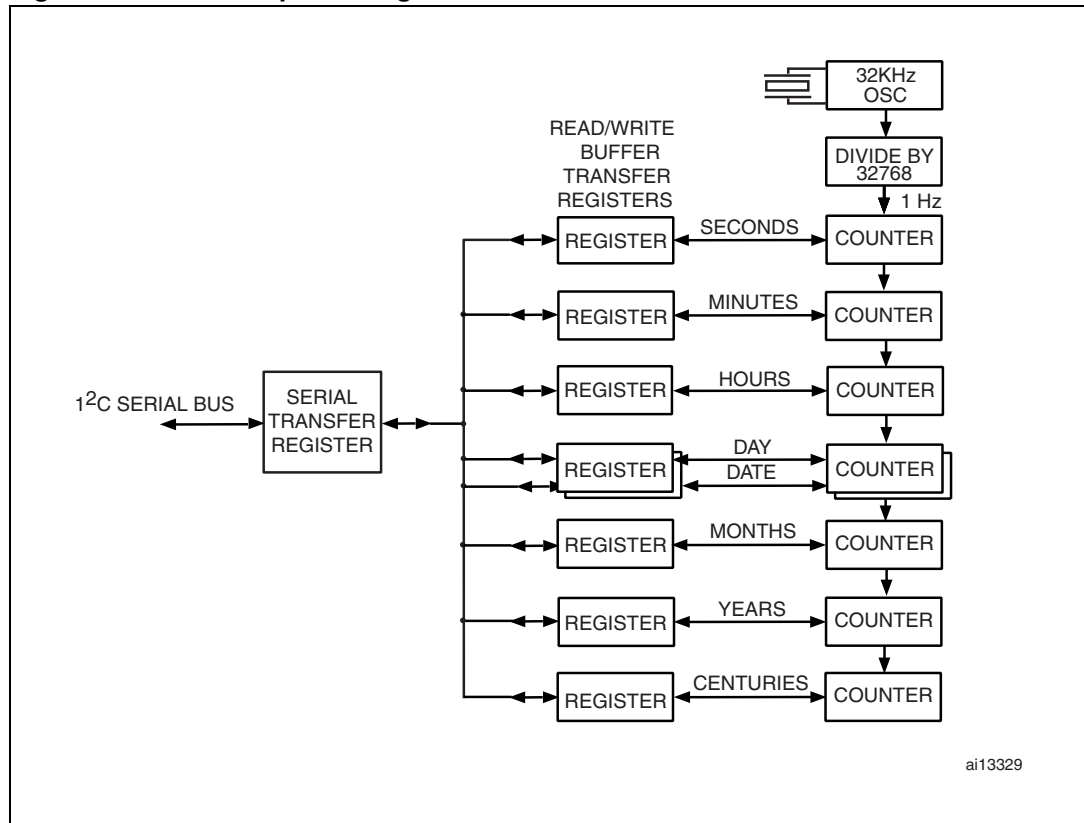 32KHz
OSC
READ/WRITE
BUFFER
TRANSFER
REGISTERS
DIVIDE BY
32768
1 Hz
REGISTER
SECONDS
COUNTER
REGISTER
MINUTES
COUNTER
REGISTER
HOURS
COUNTER
1²C SERIAL BUS
SERIAL
TRANSFER
REGISTER
REGISTER
DAY
DATE
COUNTER
REGISTER
MONTHS
COUNTER
REGISTER
YEARS
COUNTER
REGISTER
CENTURIES
COUNTER
ai13329